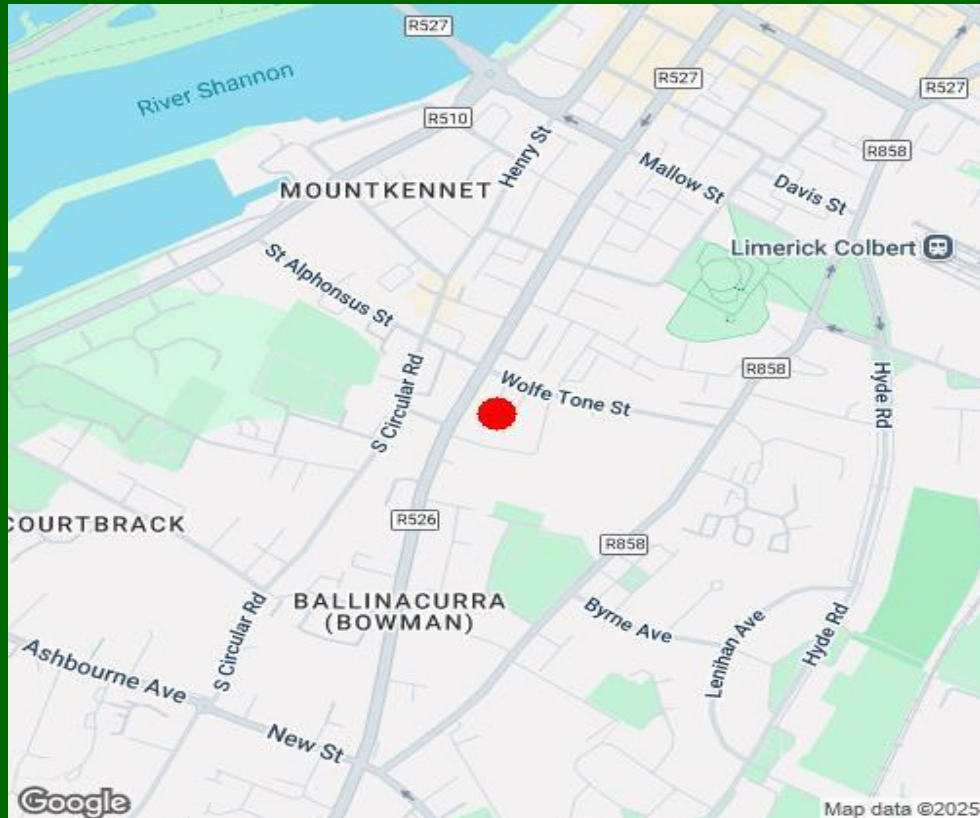 R527
River Shannon
R527
R527
R510
Henry St
Mallow St
R858
Davis St
MOUNTKENNET
Limerick Colbert
St Alphonsus St
S Circular Rd
Wolfe Tone St
R858
Hyde Rd
COURTBRACK
R526
R858
BALLINACURRA
(BOWMAN)
Byrne Ave
Lenihan Ave
Hyde Rd
S Circular Rd
Ashbourne Ave
New St
Google
Map data ©2025